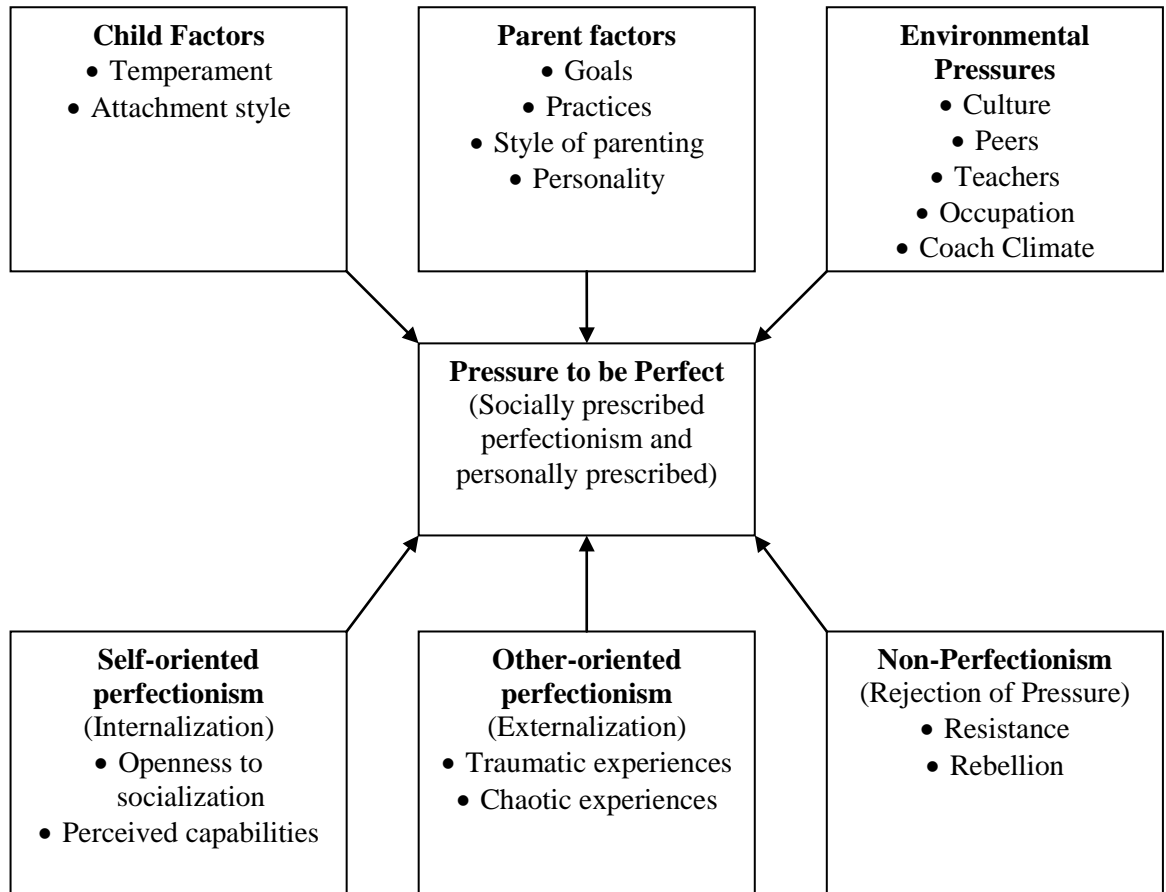 Child Factors
• Temperament
• Attachment style
Parent factors
• Goals
• Practices
• Style of parenting
• Personality
Environmental
Pressures
• Culture
• Peers
• Teachers
• Occupation
• Coach Climate
Pressure to be Perfect
(Socially prescribed
perfectionism and
personally prescribed)
Self-oriented
perfectionism
(Internalization)
• Openness to
socialization
• Perceived capabilities
Other-oriented
perfectionism
(Externalization)
• Traumatic experiences
• Chaotic experiences
Non-Perfectionism
(Rejection of Pressure)
• Resistance
• Rebellion